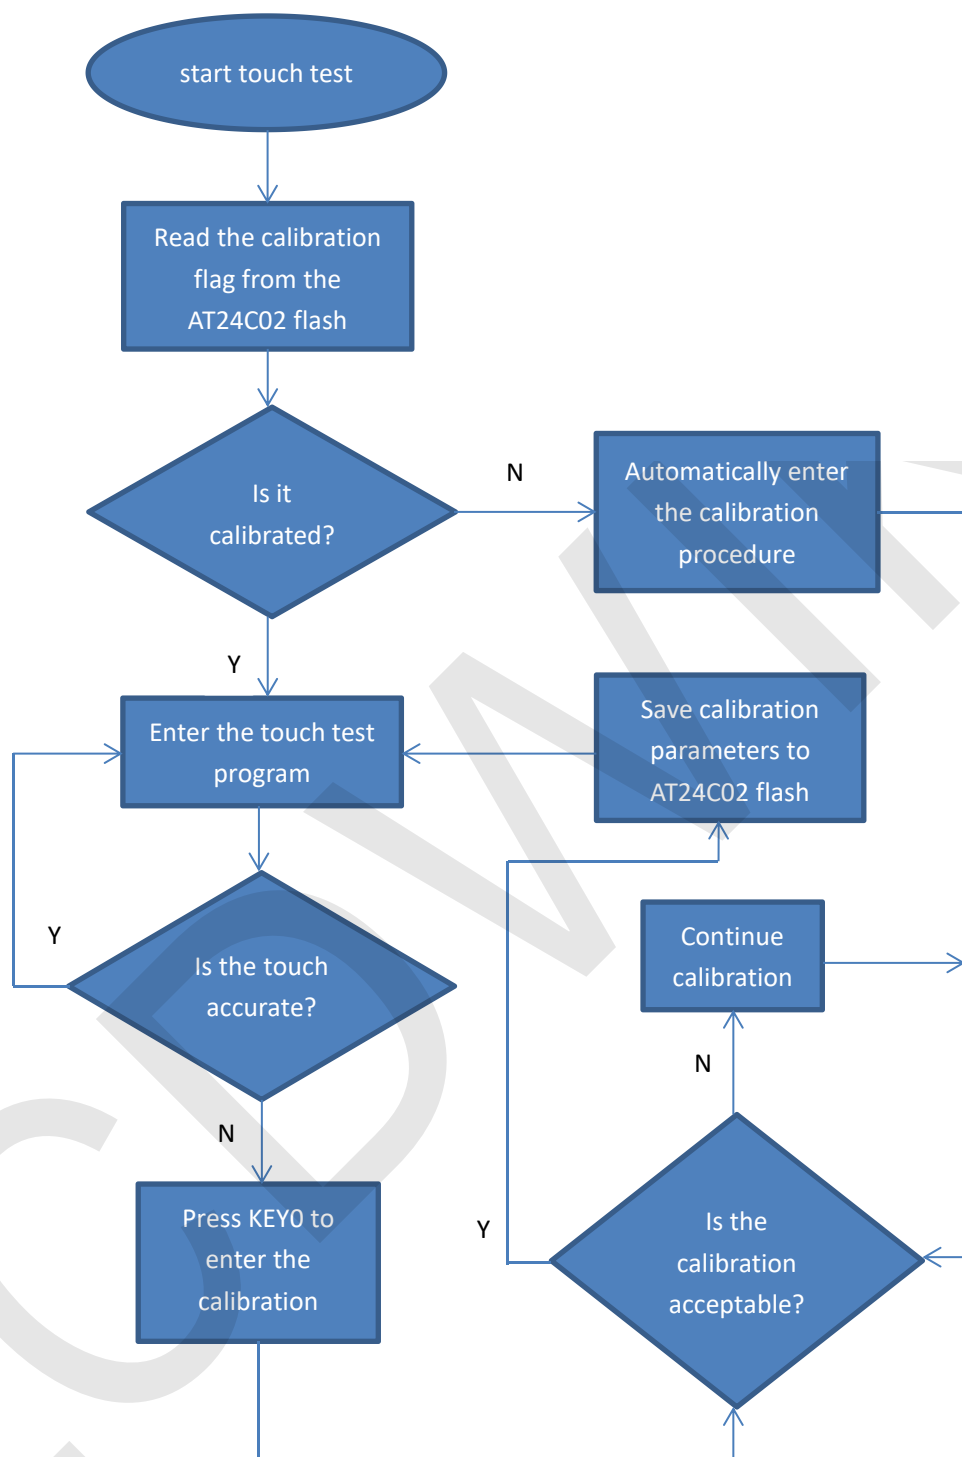 start touch test
Read the calibration
flag from the
AT24C02 flash
Is it
calibrated?
N
Automatically enter
the calibration
procedure
Y
Enter the touch test
program
Save calibration
parameters to
AT24C02 flash
Y
Is the touch
accurate?
Continue
calibration
N
N
Press KEY0 to
enter the
calibration
Y
Is the
calibration
acceptable?